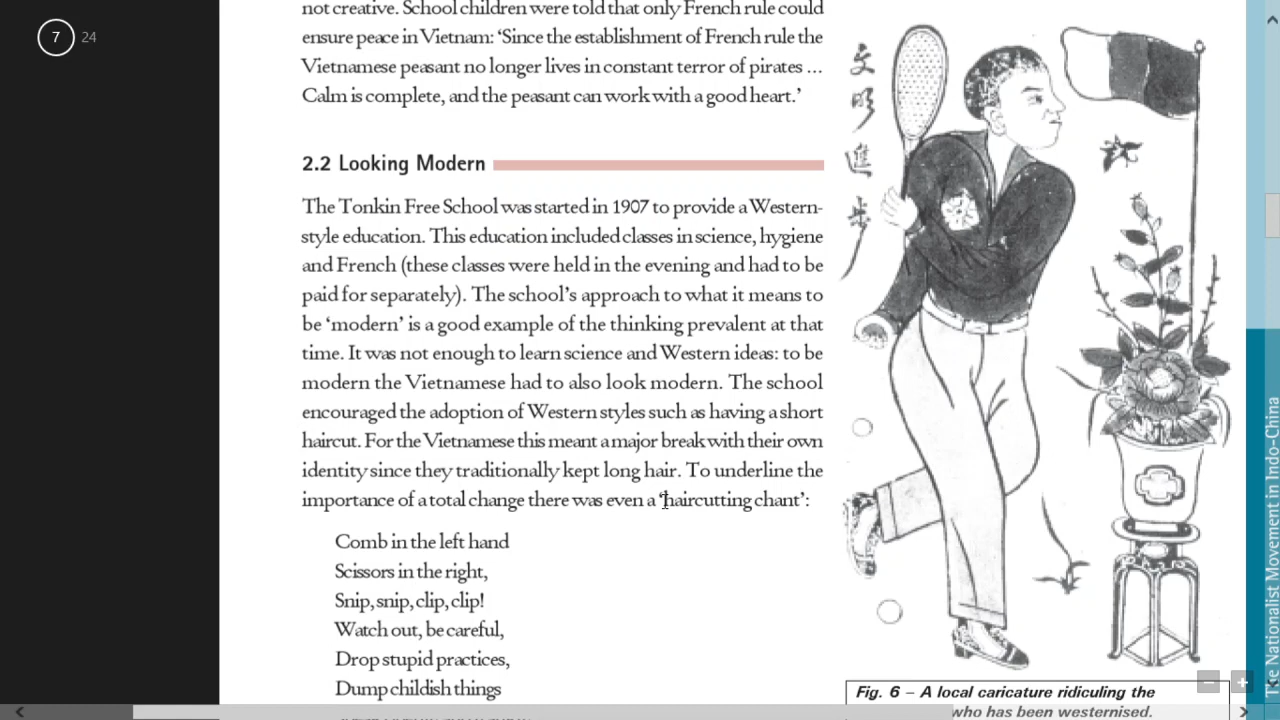 7 24
not creative. School children were told that only French rule could
ensure peace in Vietnam: ‘Since the establishment of French rule the
Vietnamese peasant no longer lives in constant terror of pirates …
Calm is complete, and the peasant can work with a good heart.’
2.2 Looking Modern
The Tonkin Free School was started in 1907 to provide a Western-
style education. This education included classes in science, hygiene
and French (these classes were held in the evening and had to be
paid for separately). The school’s approach to what it means to
be ‘modern’ is a good example of the thinking prevalent at that
time. It was not enough to learn science and Western ideas: to be
modern the Vietnamese had to also look modern. The school
encouraged the adoption of Western styles such as having a short
haircut. For the Vietnamese this meant a major break with their own
identity since they traditionally kept long hair. To underline the
importance of a total change there was even a ‘haircutting chant’:
Comb in the left hand
Scissors in the right,
Snip, snip, clip, clip!
Watch out, be careful,
Drop stupid practices,
Dump childish things
文明進步
Fig. 6 – A local caricature ridiculing the
who has been westernised.
The Nationalist Movement in Indo-China